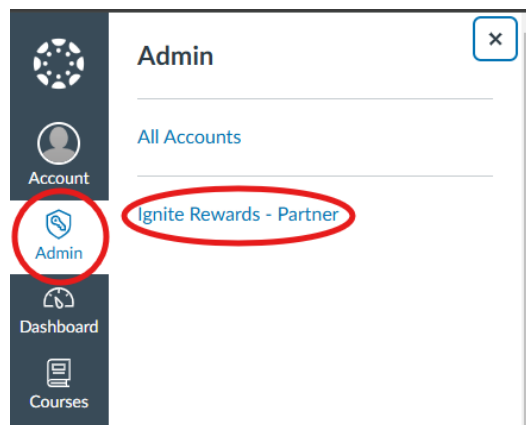 Admin
×
All Accounts
Account
Ignite Rewards - Partner
Admin
Dashboard
Courses